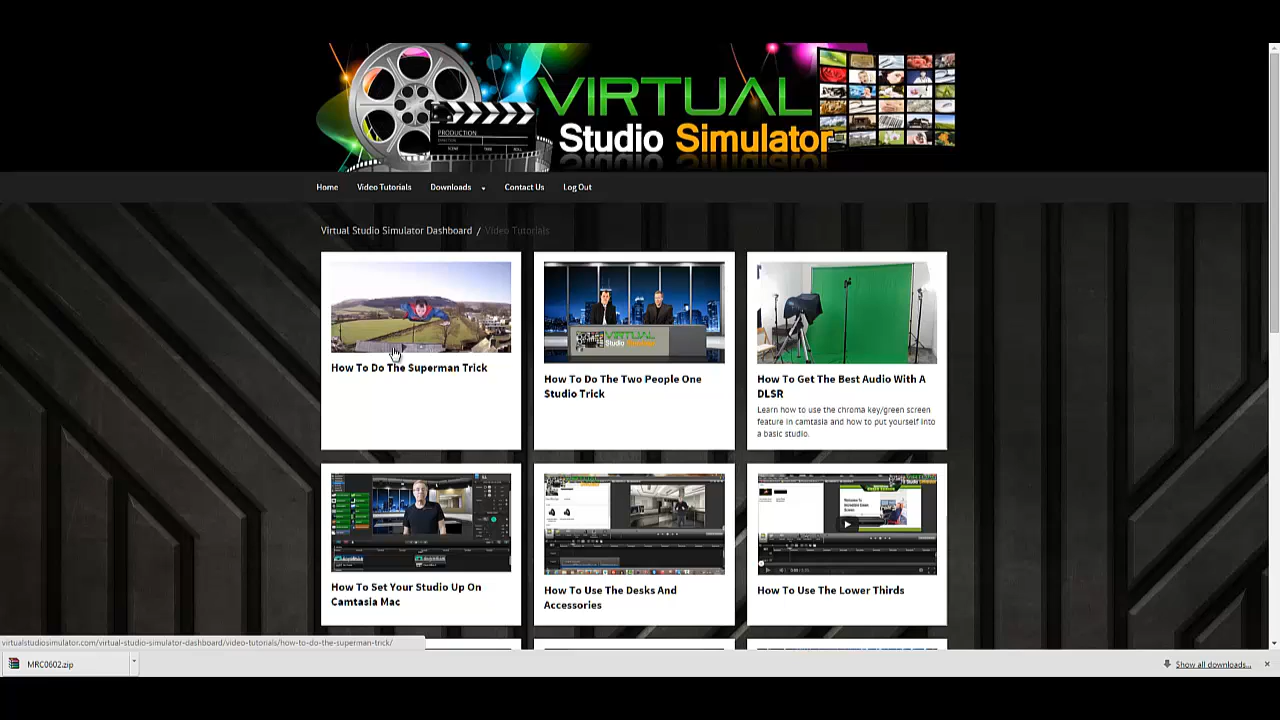 PRODUCTION
VIRTUAL
Studio Simulator
Home
Video Tutorials
Downloads
Contact Us
Log Out
Virtual Studio Simulator Dashboard / Video Tutorials
How To Do The Superman Trick
VIRTUAL
How To Do The Two People One
Studio Trick
How To Get The Best Audio With A
DLSR
Learn how to use the chroma key/green screen
feature in camtasia and how to put yourself into
a basic studio.
How To Set Your Studio Up On
Camtasia Mac
How To Use The Desks And
Accessories
How To Use The Lower Thirds
virtualstudiosimulator.com/virtual-studio-simulator-dashboard/video-tutorials/how-to-do-the-superman-trick/
MRC0602.zip
Show all downloads...